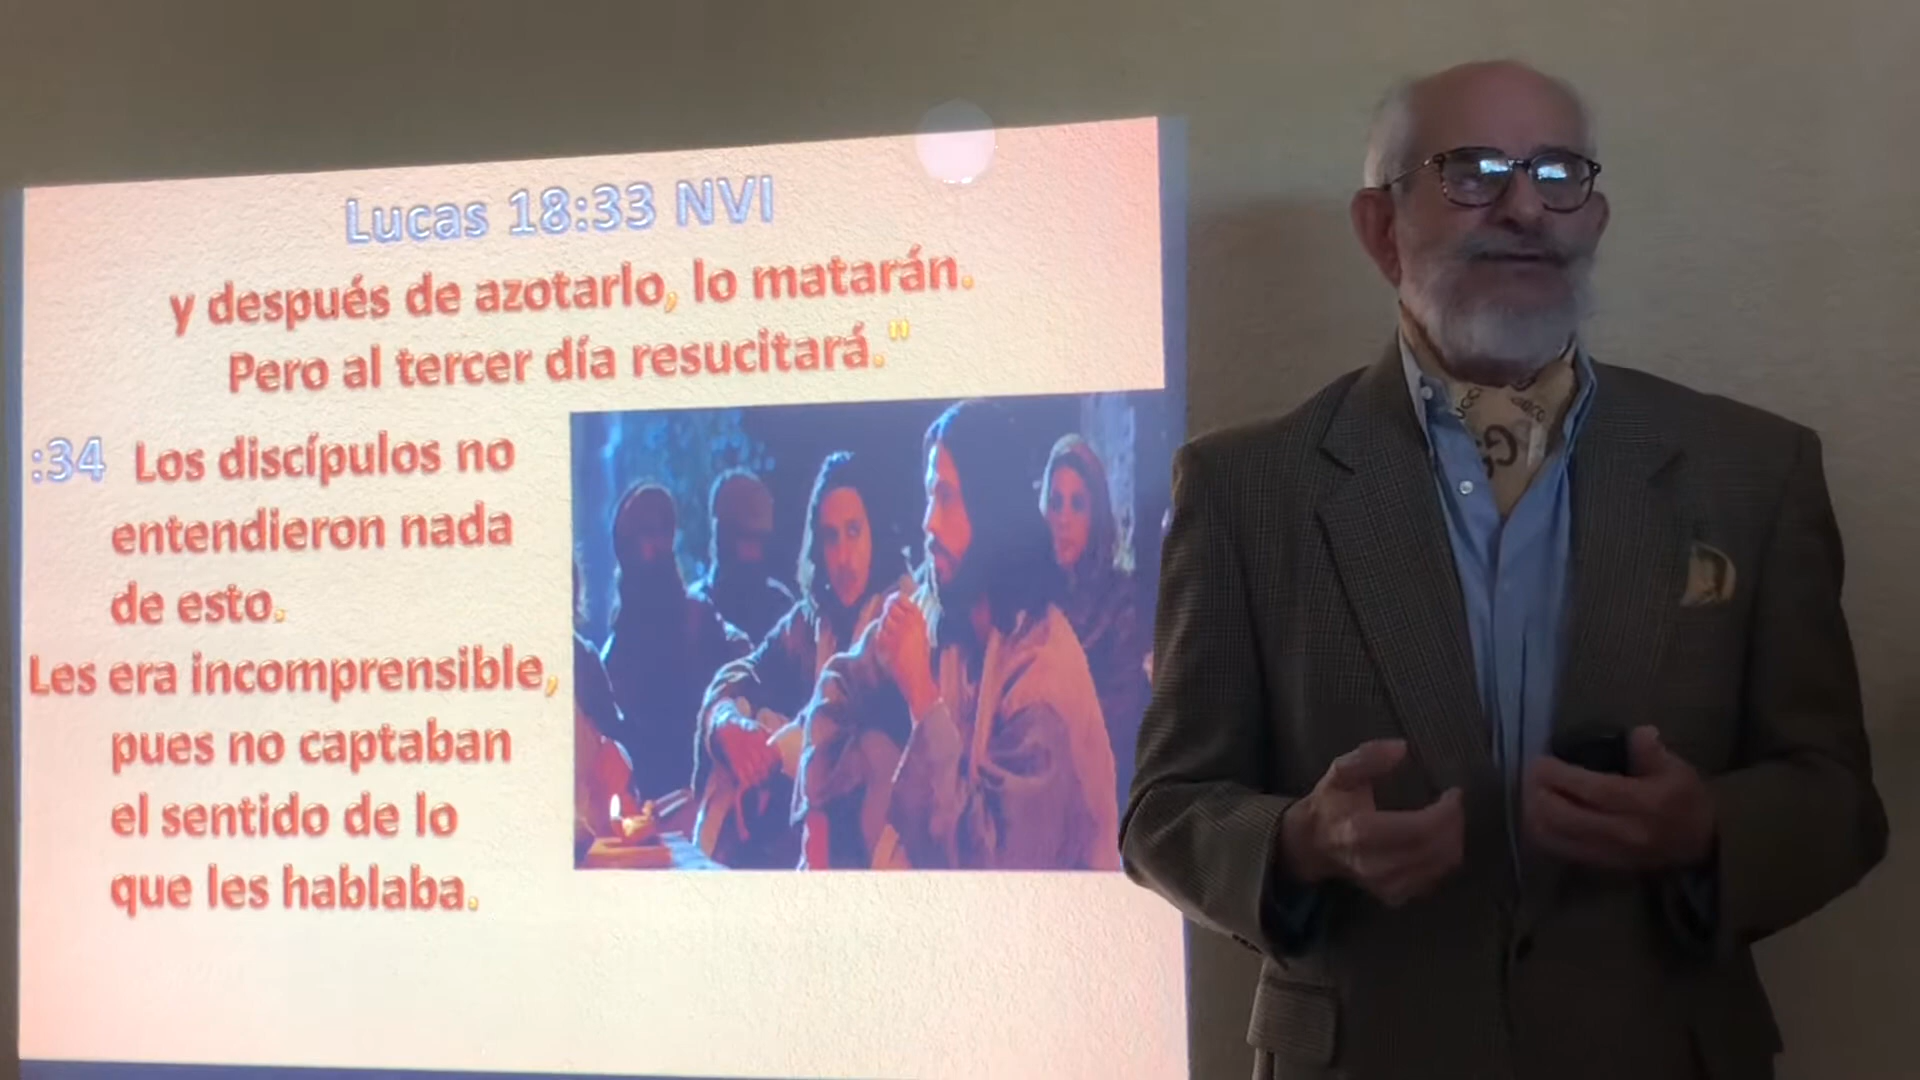 Lucas 18:33 NVI
y después de azotarlo, lo matarán.
Pero al tercer día resucitará."
:34 Los discípulos no
entendieron nada
de esto.
Les era incomprensible,
pues no captaban
el sentido de lo
que les hablaba.